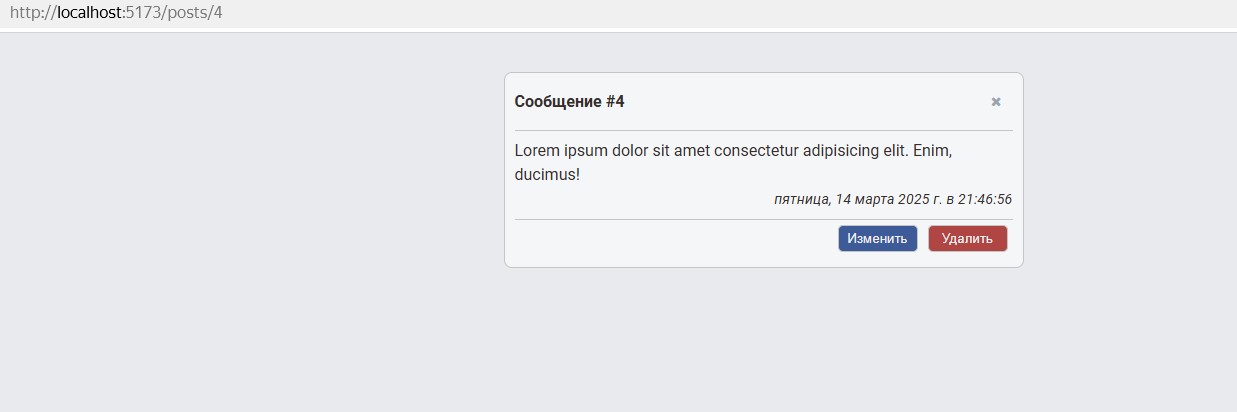 http://localhost:5173/posts/4
Сообщение #4 ✖
Lorem ipsum dolor sit amet consectetur adipisicing elit. Enim,
ducimus!
пятница, 14 марта 2025 г. в 21:46:56
Изменить Удалить